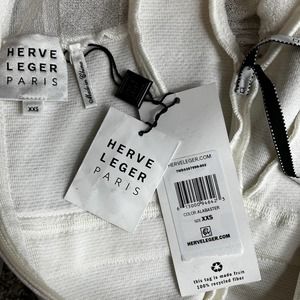 HERVE
LEGER
PARIS
XXS
HERVE
LEGER
PARIS
HERVELEGER.COM
COLOR ALABASTER
SIZE XXS
HERVELEGER.COM
this tag is made from
100% recycled fiber